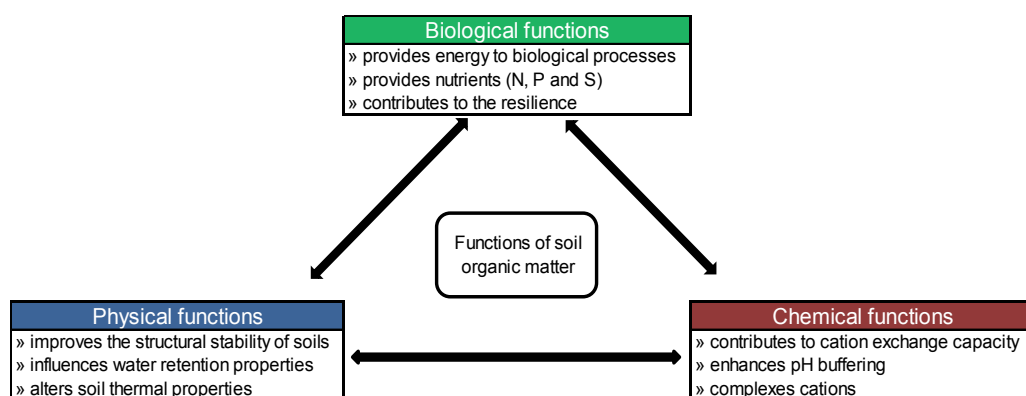 Biological functions
» provides energy to biological processes
» provides nutrients (N, P and S)
» contributes to the resilience
Functions of soil
organic matter
Physical functions
» improves the structural stability of soils
» influences water retention properties
» alters soil thermal properties
Chemical functions
» contributes to cation exchange capacity
» enhances pH buffering
» complexes cations